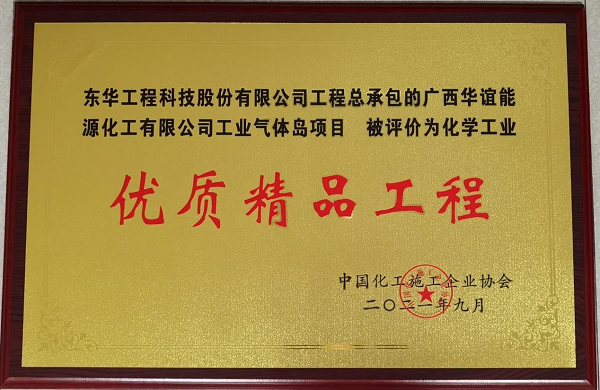 东华工程科技股份有限公司工程总承包的广西华谊能
源化工有限公司工业气体岛项目 被评价为化学工业
优质精品工程
中国化工施工企业协会
二〇二一年九月